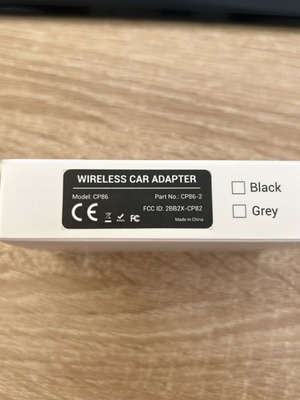 WIRELESS CAR ADAPTER
Model: CP86 Part No.: CP86-2
FCC ID: 2BB2X-CP82
Made in China
Black
Grey